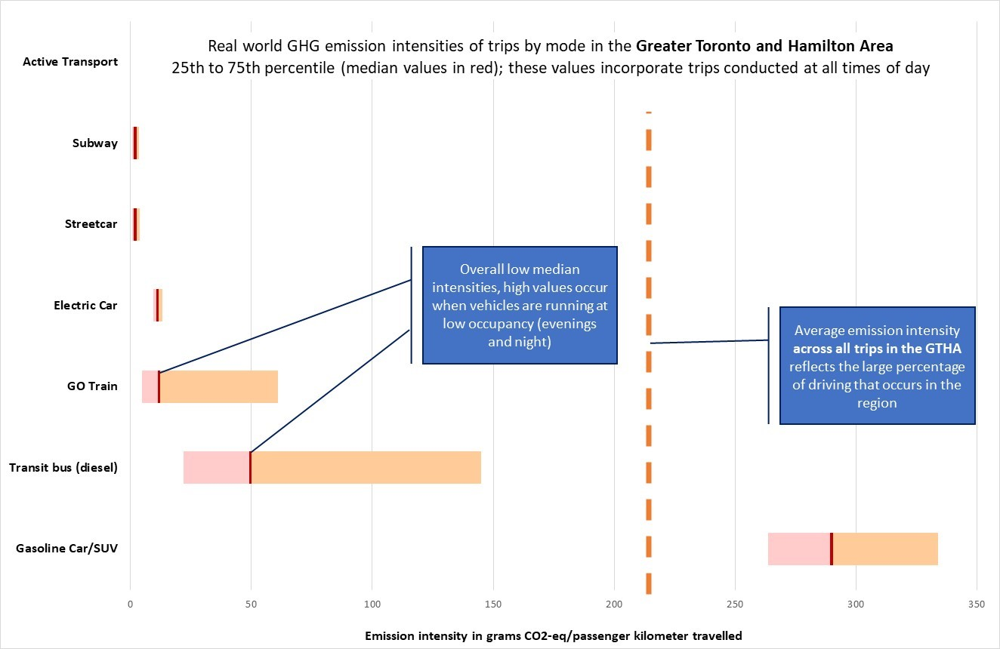 Real world GHG emission intensities of trips by mode in the Greater Toronto and Hamilton Area
25th to 75th percentile (median values in red); these values incorporate trips conducted at all times of day
Active Transport
Subway
Streetcar
Electric Car
GO Train
Transit bus (diesel)
Gasoline Car/SUV
Overall low median
intensities, high values occur
when vehicles are running at
low occupancy (evenings
and night)
Average emission intensity
across all trips in the GTHA
reflects the large percentage
of driving that occurs in the
region
0 50 100 150 200 250 300 350
Emission intensity in grams CO2-eq/passenger kilometer travelled